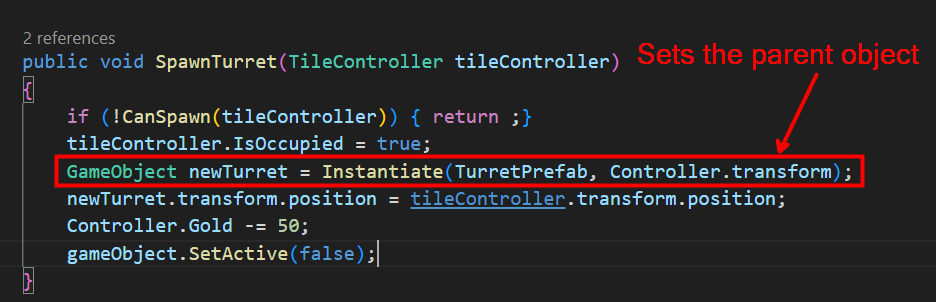 2 references
public void SpawnTurret(TileController tileController)
Sets the parent object
{
if (!CanSpawn(tileController)) { return ;}
tileController.IsOccupied = true;
GameObject newTurret = Instantiate(TurretPrefab, Controller.transform);
newTurret.transform.position = tileController.transform.position;
Controller.Gold -= 50;
gameObject.SetActive(false);
}